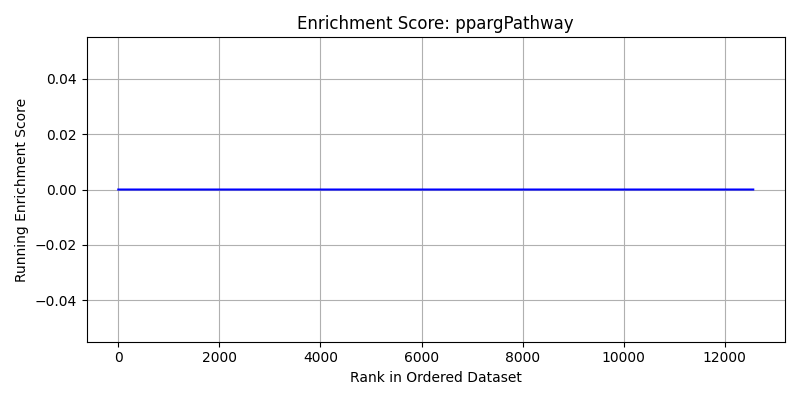 Enrichment Score: ppargPathway
Running Enrichment Score
0.04
0.02
0.00
−0.02
−0.04
0 2000 4000 6000 8000 10000 12000
Rank in Ordered Dataset